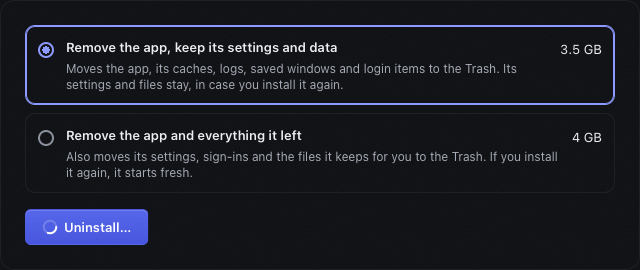 Remove the app, keep its settings and data
3.5 GB
Moves the app, its caches, logs, saved windows and login items to the Trash. Its
settings and files stay, in case you install it again.
Remove the app and everything it left
4 GB
Also moves its settings, sign-ins and the files it keeps for you to the Trash. If you install
it again, it starts fresh.
Uninstall...